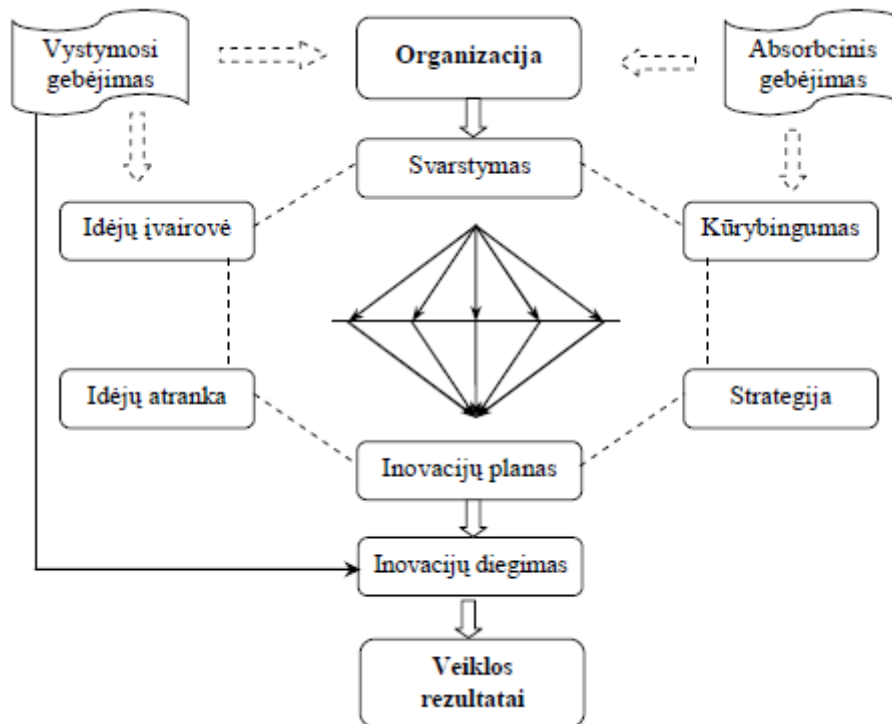 Vystymosi
gebėjimas
Organizacija
Absorbcinis
gebėjimas
Svarstymas
Idėjų įvairovė
Kūrybingumas
Idėjų atranka
Strategija
Inovacijų planas
Inovacijų diegimas
Veiklos
rezultatai